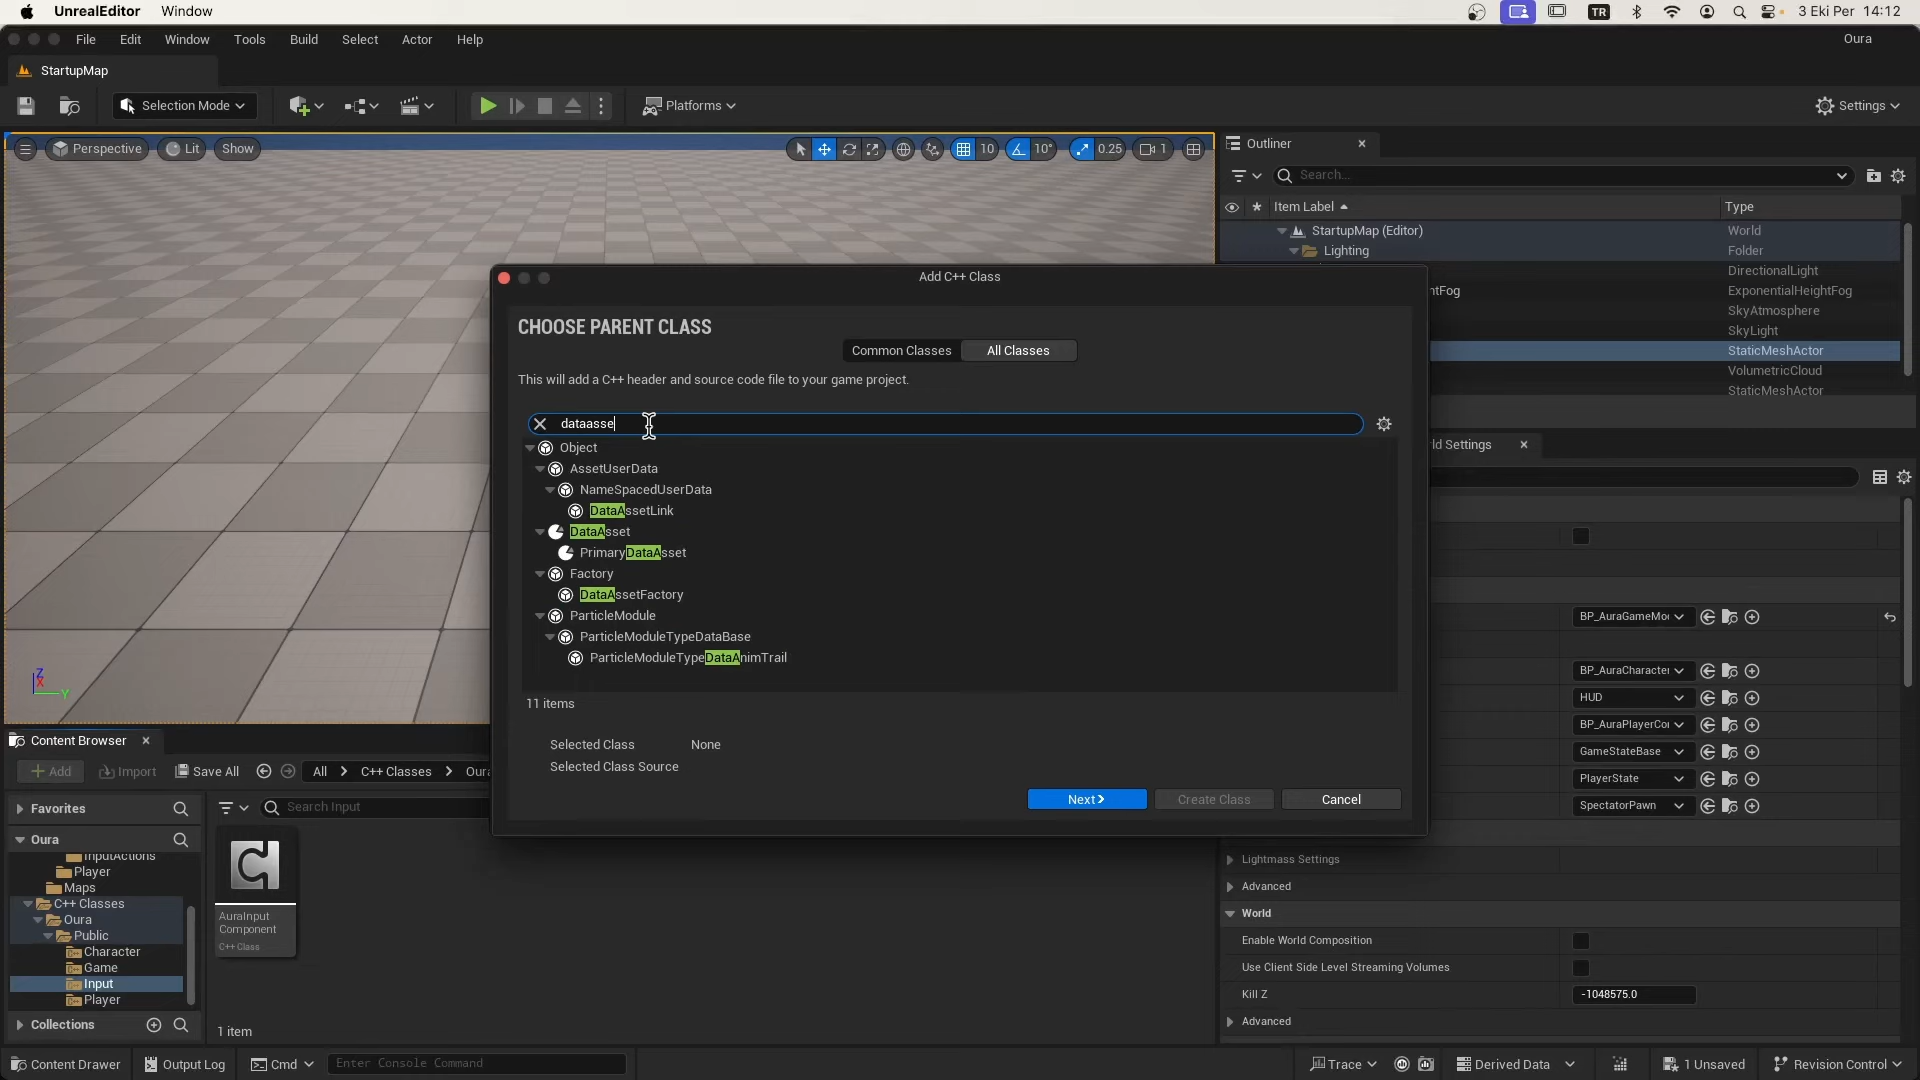 UnrealEditor Window
TR
3 Eki Per 14:12
File Edit Window Tools Build Select Actor Help
Oura
StartupMap
Selection Mode
Platforms
Settings
Perspective Lit Show
10 10° 0.25 1
Outliner
Search...
Item Label Type
StartupMap (Editor) World
Lighting Folder
DirectionalLight
ntFog ExponentialHeightFog
SkyAtmosphere
SkyLight
StaticMeshActor
VolumetricCloud
StaticMeshActor
Add C++ Class
CHOOSE PARENT CLASS
Common Classes All Classes
This will add a C++ header and source code file to your game project.
dataasse
Object
AssetUserData
NameSpacedUserData
DataAssetLink
DataAsset
PrimaryDataAsset
Factory
DataAssetFactory
ParticleModule
ParticleModuleTypeDataBase
ParticleModuleTypeDataAnimTrail
11 items
Selected Class None
Selected Class Source
Next Create Class Cancel
ld Settings
BP_AuraGameMo
BP_AuraCharacter
HUD
BP_AuraPlayerCo
GameStateBase
PlayerState
SpectatorPawn
Lightmass Settings
Advanced
World
Enable World Composition
Use Client Side Level Streaming Volumes
Kill Z -1048575.0
Advanced
Content Browser
Add Import Save All All C++ Classes Oura
Favorites
Search Input
Oura
InputActions
Player
Maps
C++ Classes
Oura
Public
Character
Game
Input
Player
Collections
AuraInput
Component
C++ Class
1 item
Content Drawer Output Log Cmd Enter Console Command
Trace Derived Data 1 Unsaved Revision Control